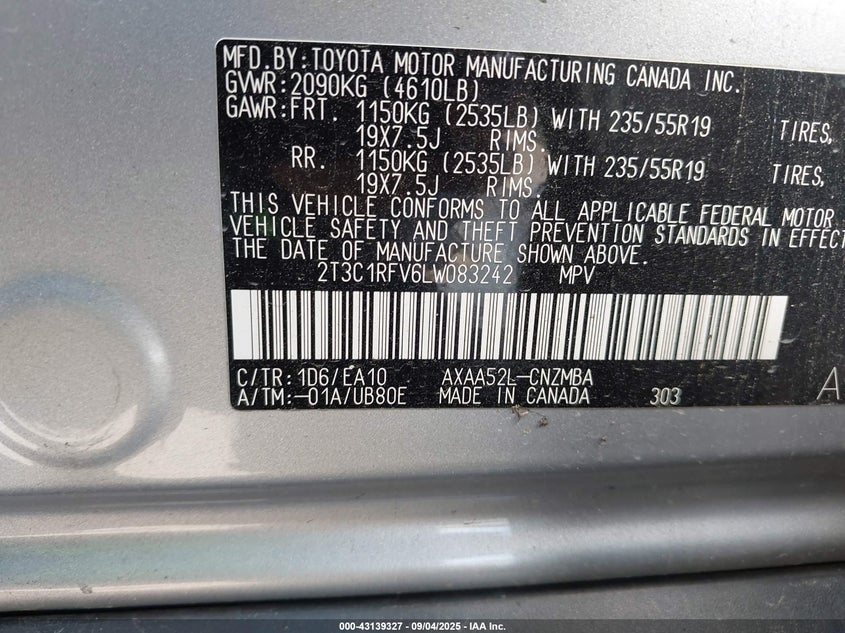 MFD.BY:TOYOTA MOTOR MANUFACTURING CANADA INC.
GVWR:2090KG (4610LB)
GAWR:FRT. 1150KG (2535LB) WITH 235/55R19 TIRES,
19X7.5J RIMS.
RR. 1150KG (2535LB) WITH 235/55R19 TIRES,
19X7.5J RIMS.
THIS VEHICLE CONFORMS TO ALL APPLICABLE FEDERAL MOTOR
VEHICLE SAFETY AND THEFT PREVENTION STANDARDS IN EFFECT
THE DATE OF MANUFACTURE SHOWN ABOVE.
2T3C1RFV6LW083242 MPV
C/TR:1D6/EA10 AXAA52L-CNZMBA
A/TM:-01A/UB80E MADE IN CANADA 303 A
000-43139327 - 09/04/2025 - IAA Inc.